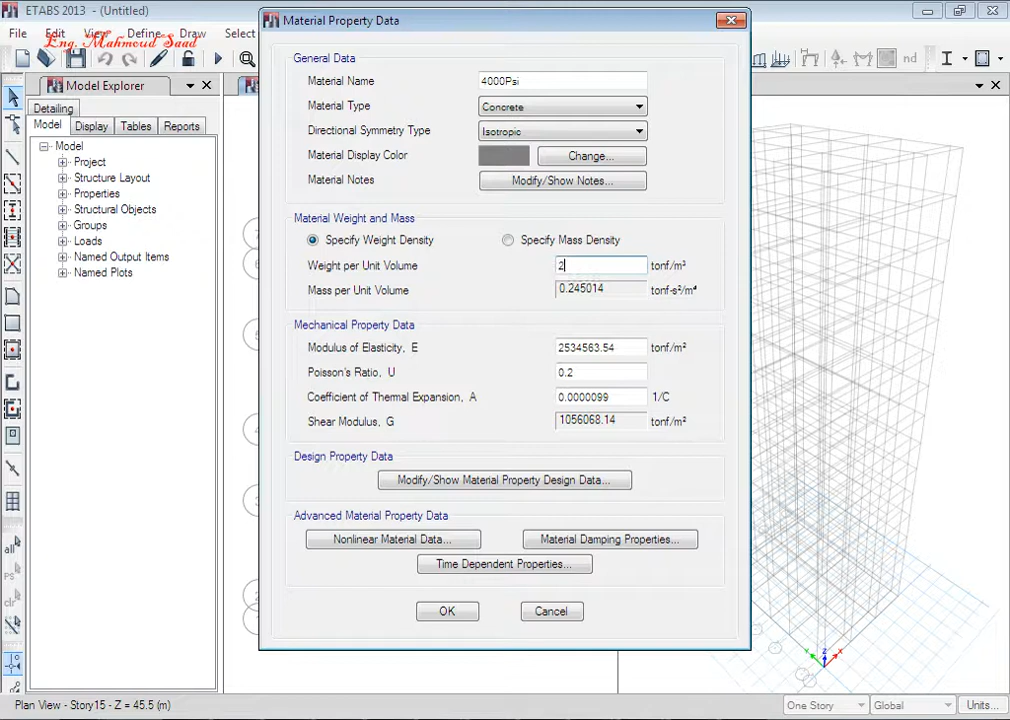 ETABS 2013 - (Untitled)
File Edit View Define Draw Select
Eng. Mahmoud Saad
nd
Model Explorer
Detailing
Model Display Tables Reports
Model
Project
Structure Layout
Properties
Structural Objects
Groups
Loads
Named Output Items
Named Plots
all
ps
clr
Material Property Data
General Data
Material Name 4000Psi
Material Type Concrete
Directional Symmetry Type Isotropic
Material Display Color Change...
Material Notes Modify/Show Notes...
Material Weight and Mass
Specify Weight Density Specify Mass Density
Weight per Unit Volume 2 tonf/m³
Mass per Unit Volume 0.245014 tonf-s²/m⁴
Mechanical Property Data
Modulus of Elasticity, E 2534563.54 tonf/m²
Poisson's Ratio, U 0.2
Coefficient of Thermal Expansion, A 0.0000099 1/C
Shear Modulus, G 1056068.14 tonf/m²
Design Property Data
Modify/Show Material Property Design Data...
Advanced Material Property Data
Nonlinear Material Data... Material Damping Properties...
Time Dependent Properties...
OK Cancel
Y Z X
Plan View - Story15 - Z = 45.5 (m) One Story Global Units...